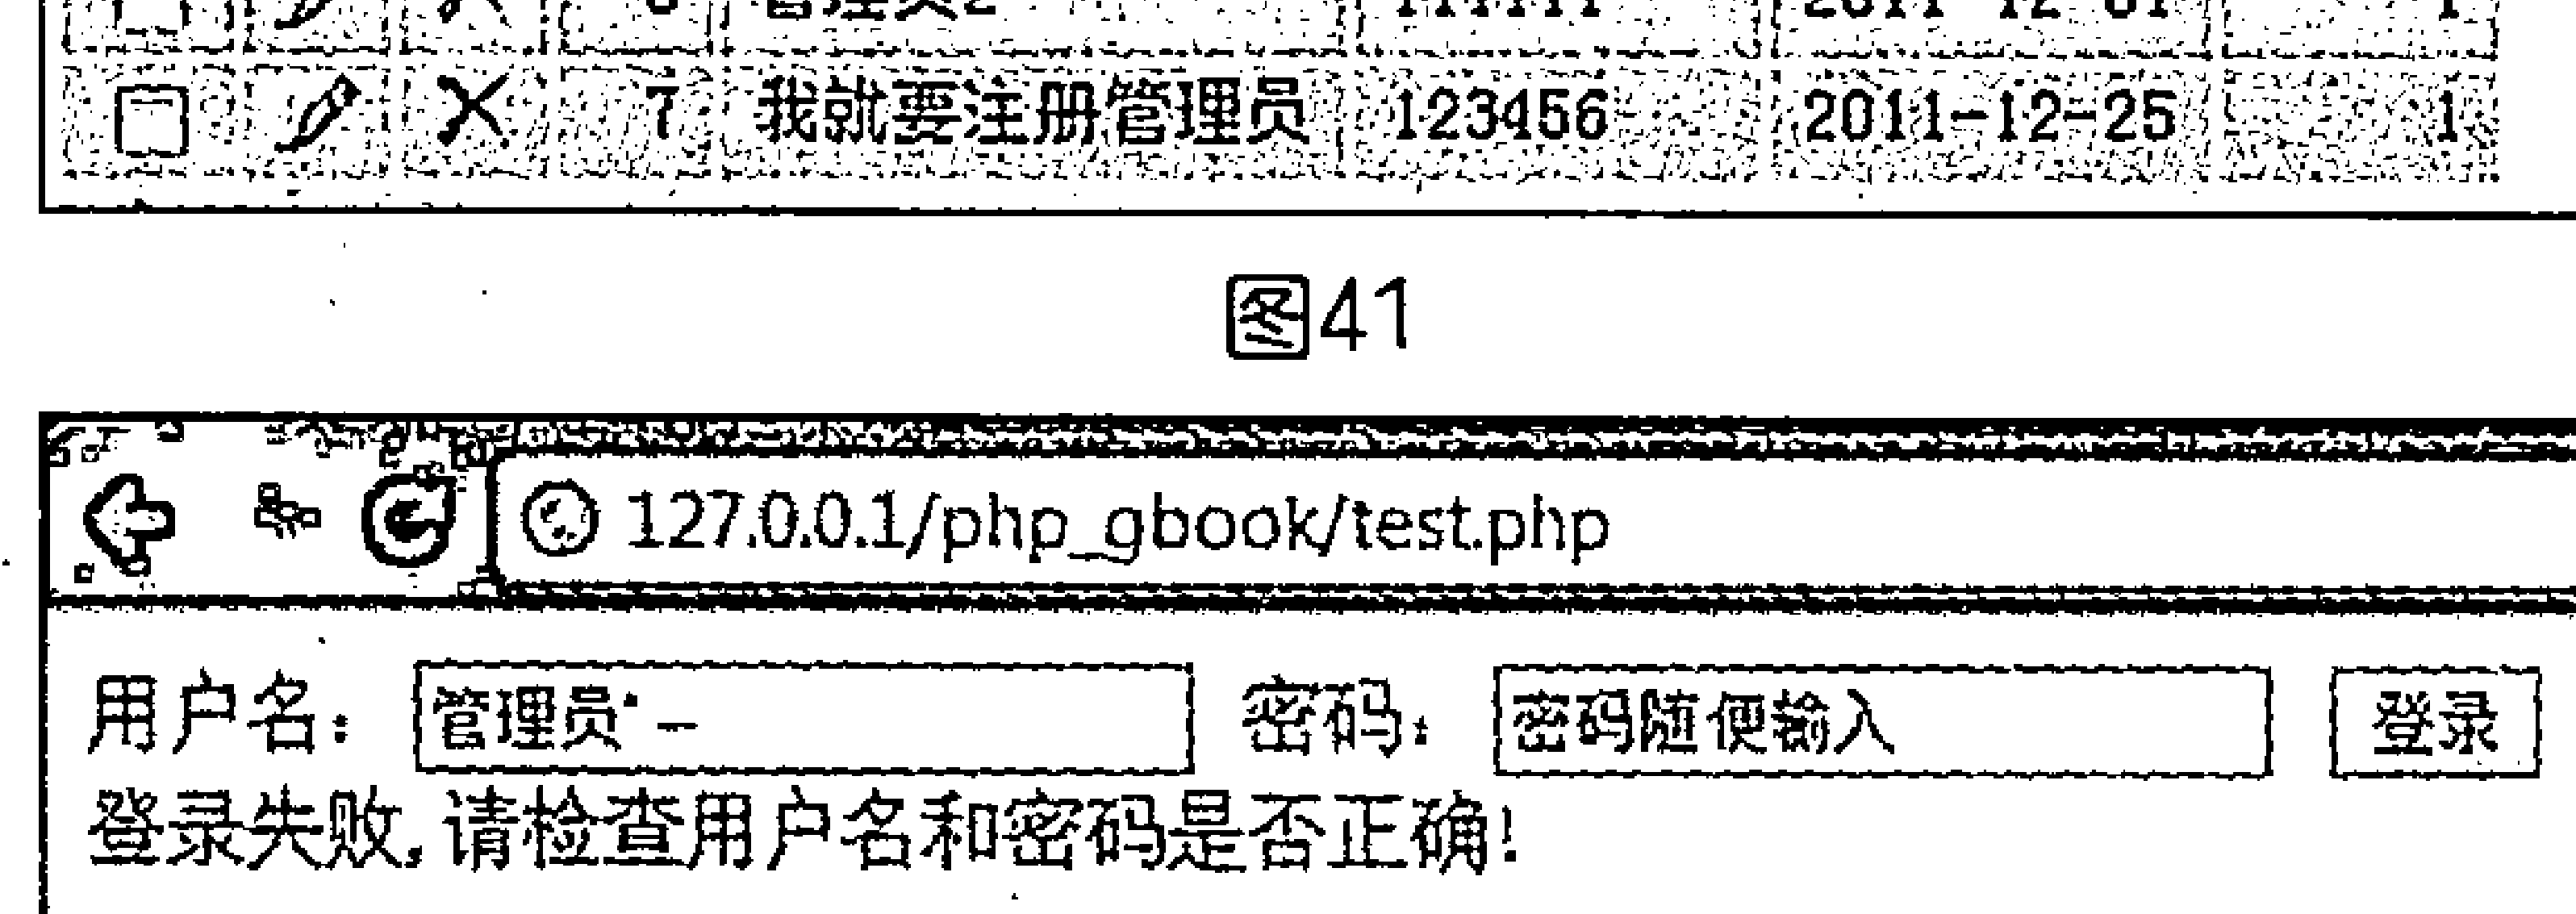 7 我就要注册管理员 123456 2011-12-25 1
图41
127.0.0.1/php_gbook/test.php
用户名: 管理员' – 密码: 密码随便输入 登录
登录失败,请检查用户名和密码是否正确!